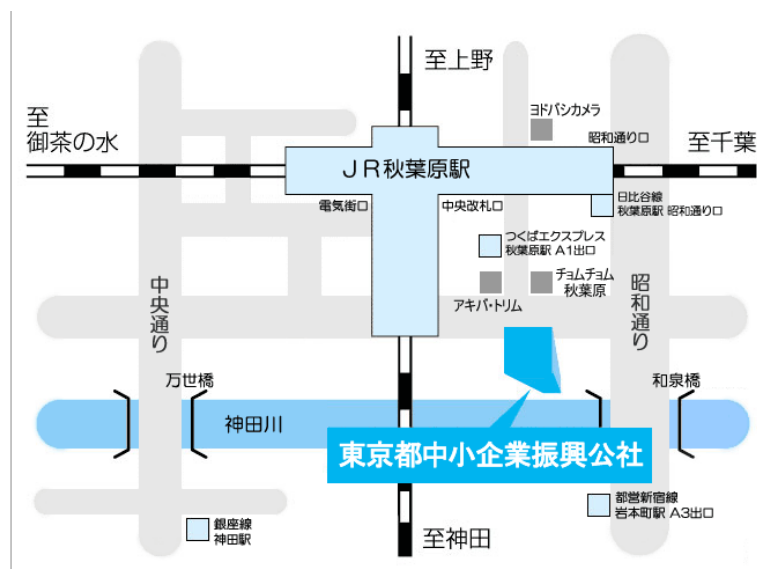 至上野
ヨドバシカメラ
至
御茶の水
昭和通り口
至千葉
JR秋葉原駅
電気街口
中央改札口
日比谷線
秋葉原駅 昭和通り口
つくばエクスプレス
秋葉原駅 A1出口
チョムチョム
秋葉原
アキバ・トリム
中央通り
昭和通り
万世橋
和泉橋
神田川
東京都中小企業振興公社
都営新宿線
岩本町駅 A3出口
銀座線
神田駅
至神田